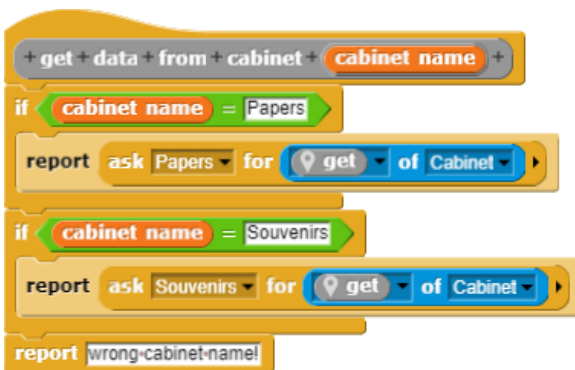 + get + data + from + cabinet + cabinet name +
if cabinet name = Papers
report ask Papers for get of Cabinet
if cabinet name = Souvenirs
report ask Souvenirs for get of Cabinet
report wrong cabinet name!